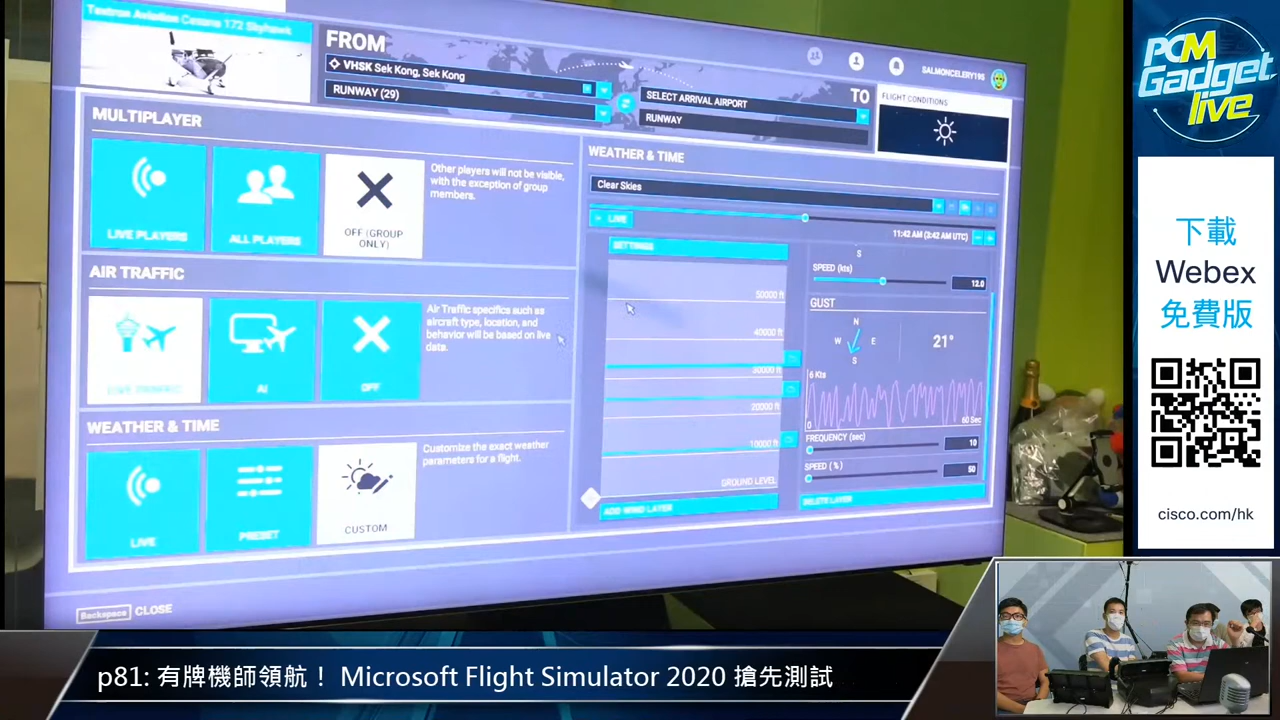 Textron Aviation Cessna 172 Skyhawk
FROM
VHSK Sek Kong, Sek Kong
RUNWAY (29)
SELECT ARRIVAL AIRPORT
TO
RUNWAY
SALMONCELERY195
FLIGHT CONDITIONS
MULTIPLAYER
LIVE PLAYERS
ALL PLAYERS
OFF (GROUP
ONLY)
Other players will not be visible,
with the exception of group
members.
AIR TRAFFIC
LIVE TRAFFIC
AI
OFF
Air Traffic specifics such as
aircraft type, location, and
behavior will be based on live
data.
WEATHER & TIME
LIVE
PRESET
CUSTOM
Customize the exact weather
parameters for a flight.
WEATHER & TIME
Clear Skies
LIVE
11:42 AM (3:42 AM UTC)
SETTINGS
50000 ft
40000 ft
30000 ft
20000 ft
10000 ft
GROUND LEVEL
ADD WIND LAYER
S
SPEED (kts)
12.0
GUST
N
W
E
S
21°
6 Kts
0
60 Sec
FREQUENCY (sec)
10
SPEED (%)
50
DELETE LAYER
Backspace CLOSE
PCM
Gadget
live
下載
Webex
免費版
cisco.com/hk
p81: 有牌機師領航！ Microsoft Flight Simulator 2020 搶先測試